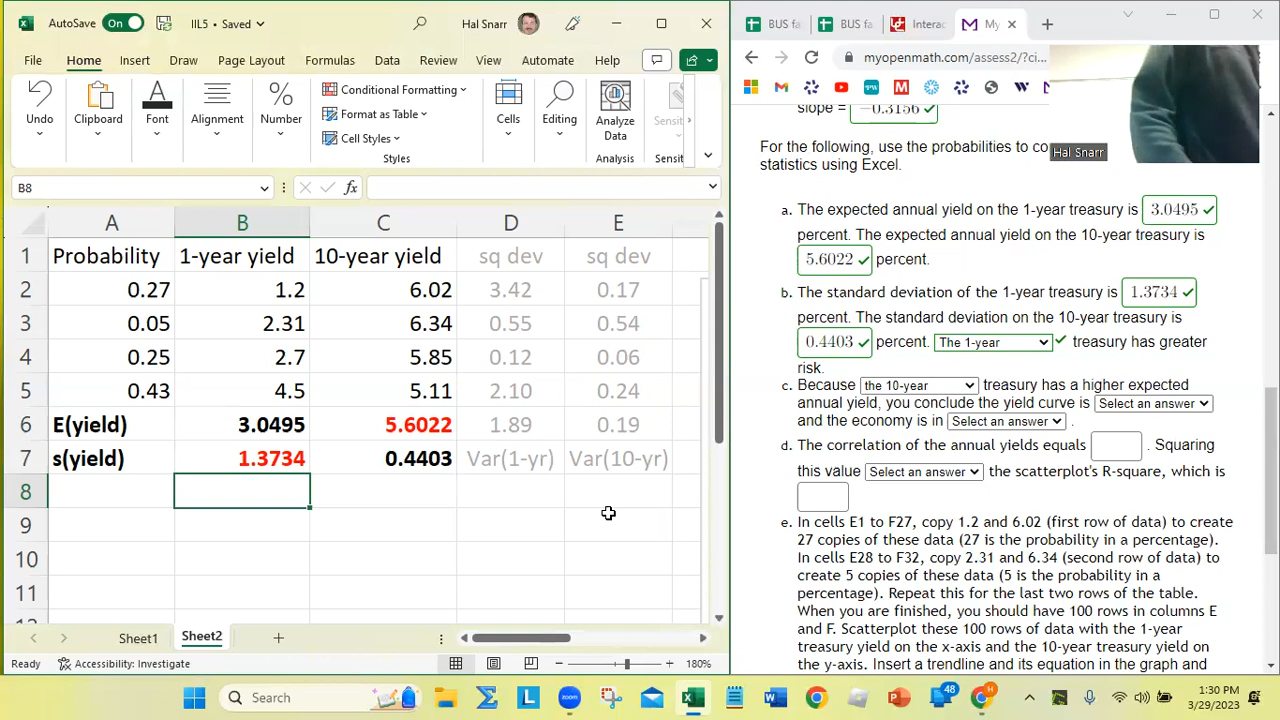 AutoSave On IIL5 • Saved Hal Snarr
File Home Insert Draw Page Layout Formulas Data Review View Automate Help
Undo Clipboard Font Alignment Number Conditional Formatting Format as Table Cell Styles Cells Editing Analyze Data
Styles Analysis Sensit
B8 fx
A B C D E
1 Probability 1-year yield 10-year yield sq dev sq dev
2 0.27 1.2 6.02 3.42 0.17
3 0.05 2.31 6.34 0.55 0.54
4 0.25 2.7 5.85 0.12 0.06
5 0.43 4.5 5.11 2.10 0.24
6 E(yield) 3.0495 5.6022 1.89 0.19
7 s(yield) 1.3734 0.4403 Var(1-yr) Var(10-yr)
8
9
10
11
Sheet1 Sheet2
Ready Accessibility: Investigate 180%
BUS fa BUS fa Interac My
myopenmath.com/assess2/?ci...
slope = −0.3156
For the following, use the probabilities to co
statistics using Excel.
Hal Snarr
a. The expected annual yield on the 1-year treasury is 3.0495
percent. The expected annual yield on the 10-year treasury is
5.6022 percent.
b. The standard deviation of the 1-year treasury is 1.3734
percent. The standard deviation on the 10-year treasury is
0.4403 percent. The 1-year treasury has greater
risk.
c. Because the 10-year treasury has a higher expected
annual yield, you conclude the yield curve is Select an answer
and the economy is in Select an answer .
d. The correlation of the annual yields equals . Squaring
this value Select an answer the scatterplot's R-square, which is
e. In cells E1 to F27, copy 1.2 and 6.02 (first row of data) to create
27 copies of these data (27 is the probability in a percentage).
In cells E28 to F32, copy 2.31 and 6.34 (second row of data) to
create 5 copies of these data (5 is the probability in a
percentage). Repeat this for the last two rows of the table.
When you are finished, you should have 100 rows in columns E
and F. Scatterplot these 100 rows of data with the 1-year
treasury yield on the x-axis and the 10-year treasury yield on
the y-axis. Insert a trendline and its equation in the graph and
Search 48 1:30 PM
3/29/2023